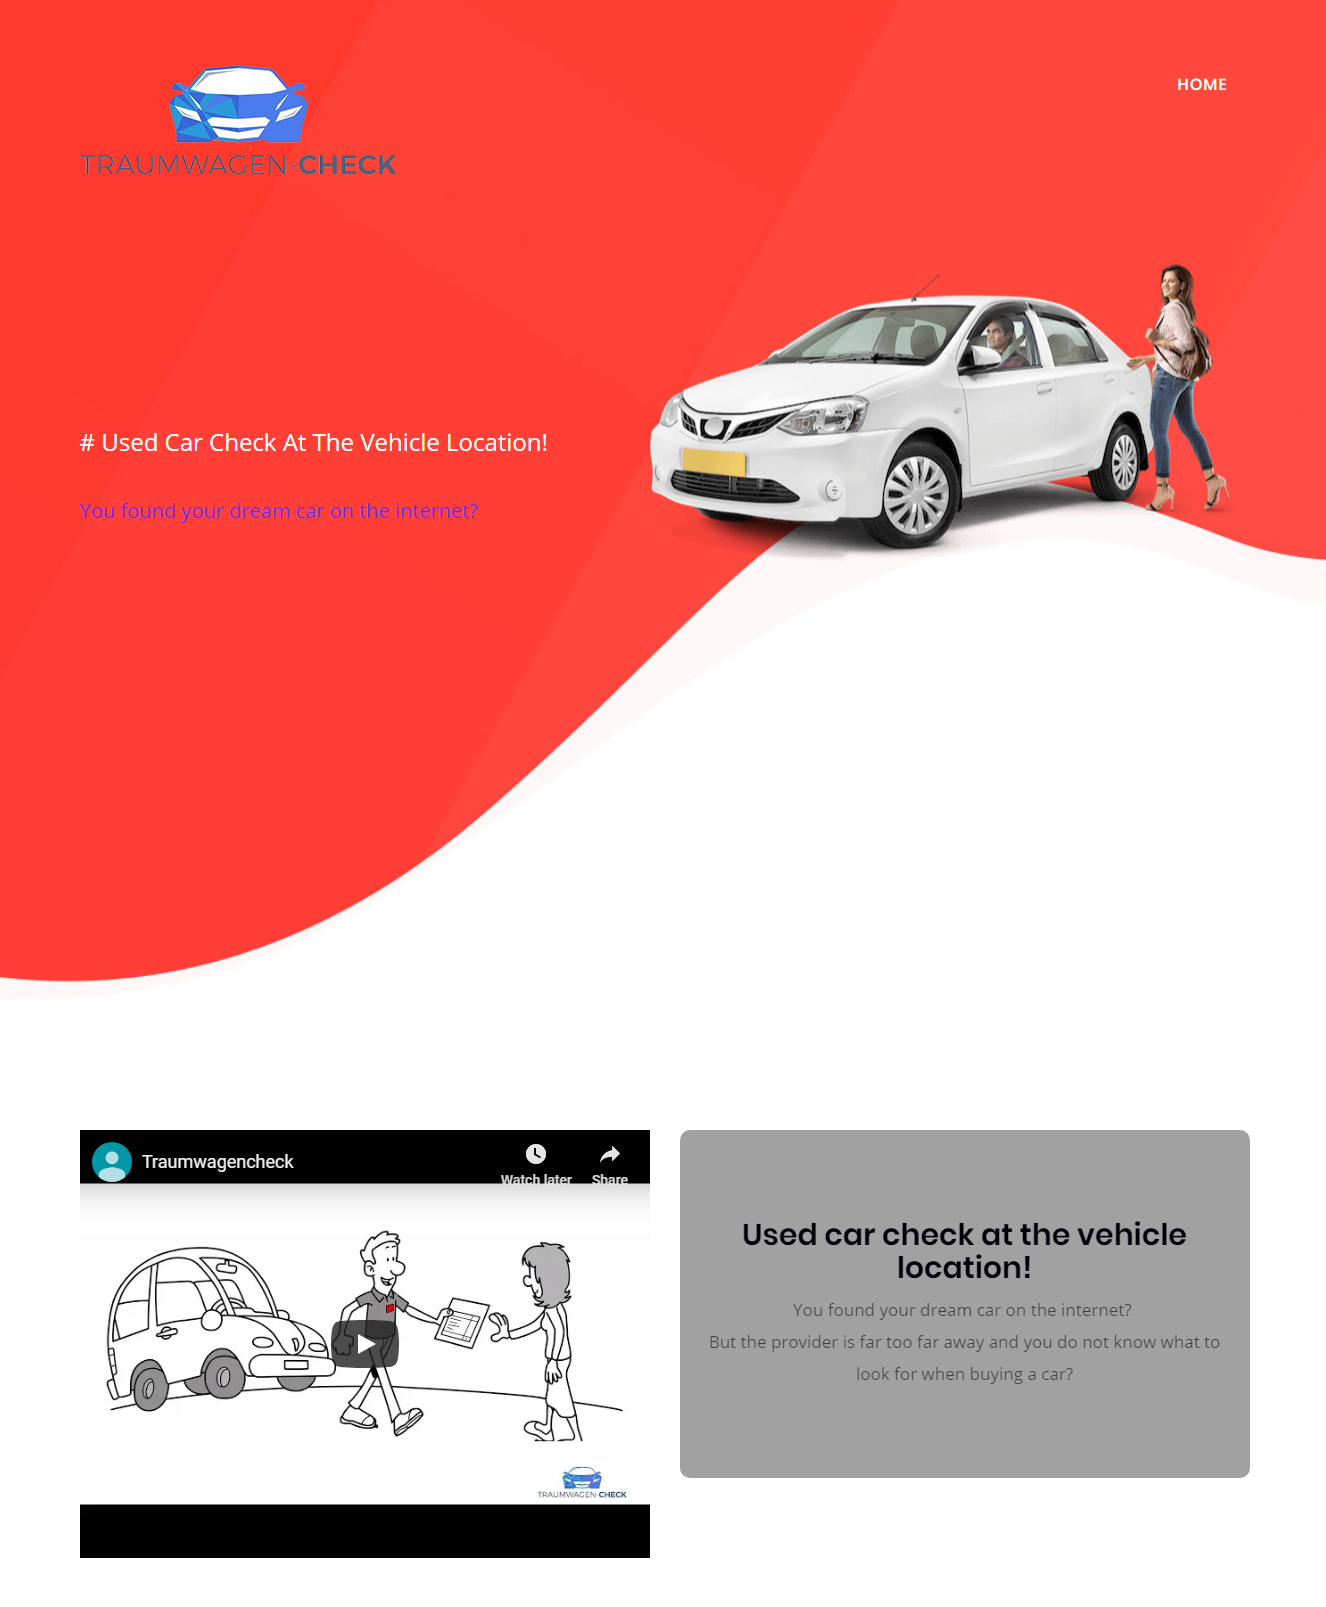 HOME
TRAUMWAGEN-CHECK
# Used Car Check At The Vehicle Location!
You found your dream car on the internet?
Traumwagencheck
Watch later
Share
TRAUMWAGEN-CHECK
Used car check at the vehicle
location!
You found your dream car on the internet?
But the provider is far too far away and you do not know what to
look for when buying a car?